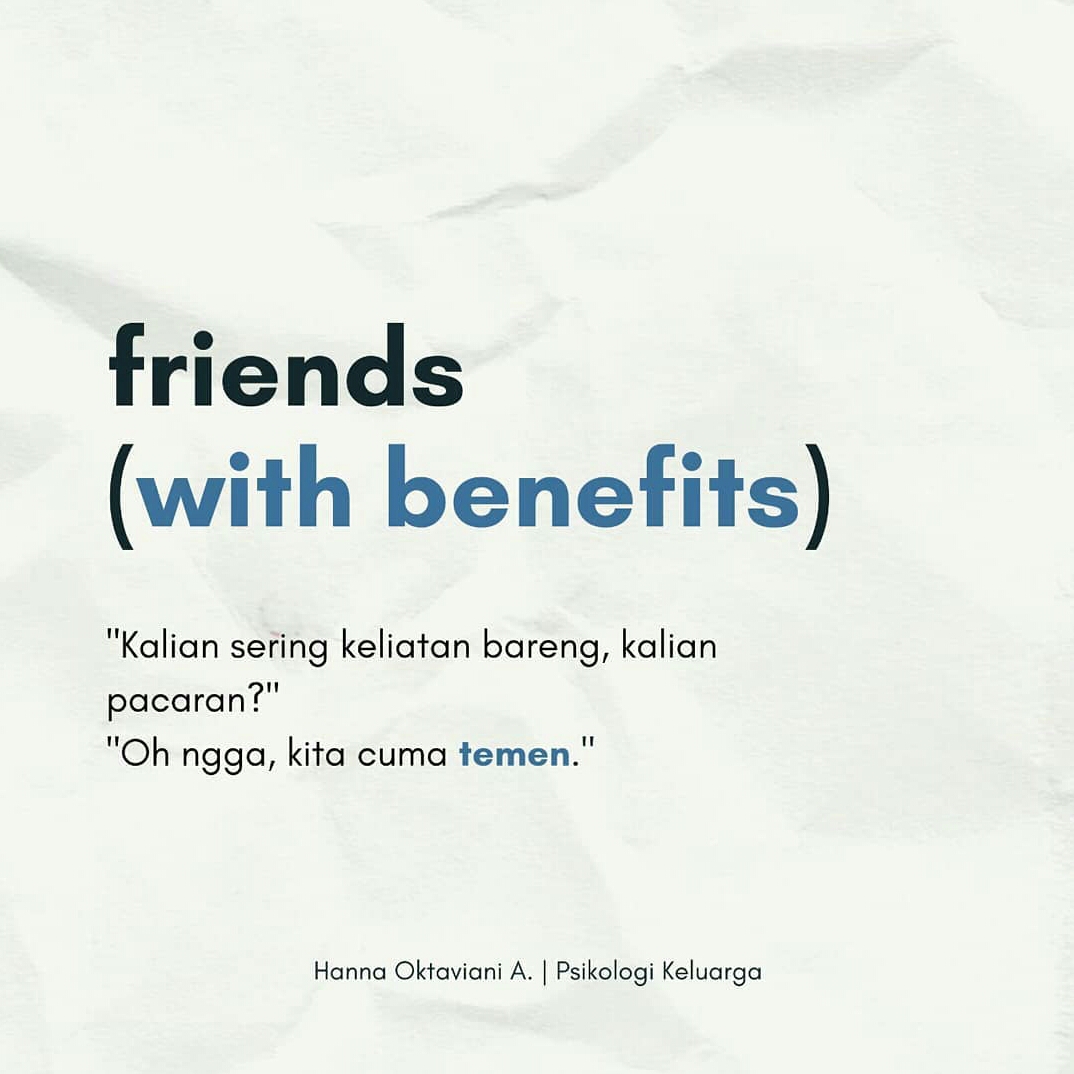 friends
(with benefits)
"Kalian sering keliatan bareng, kalian
pacaran?"
"Oh ngga, kita cuma temen."
Hanna Oktaviani A. | Psikologi Keluarga